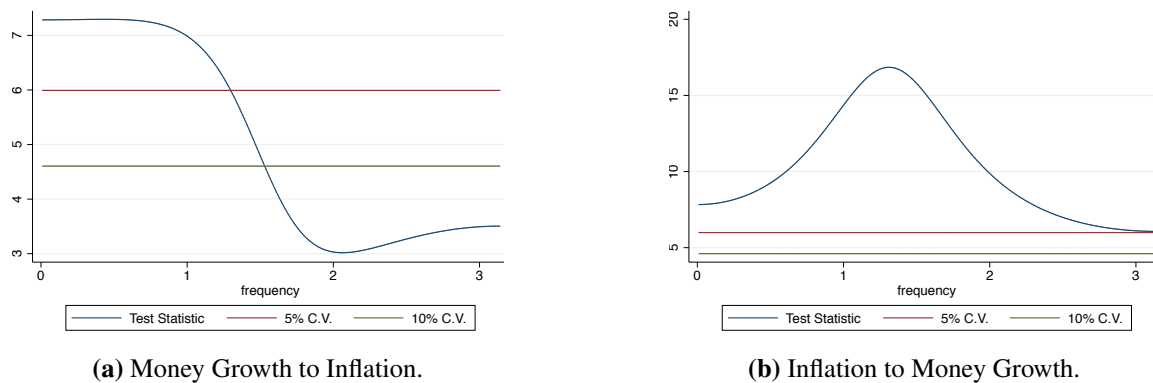 7
6
5
4
3
0 1 2 3
frequency
Test Statistic 5% C.V. 10% C.V.
(a) Money Growth to Inflation.
20
15
10
5
0 1 2 3
frequency
Test Statistic 5% C.V. 10% C.V.
(b) Inflation to Money Growth.